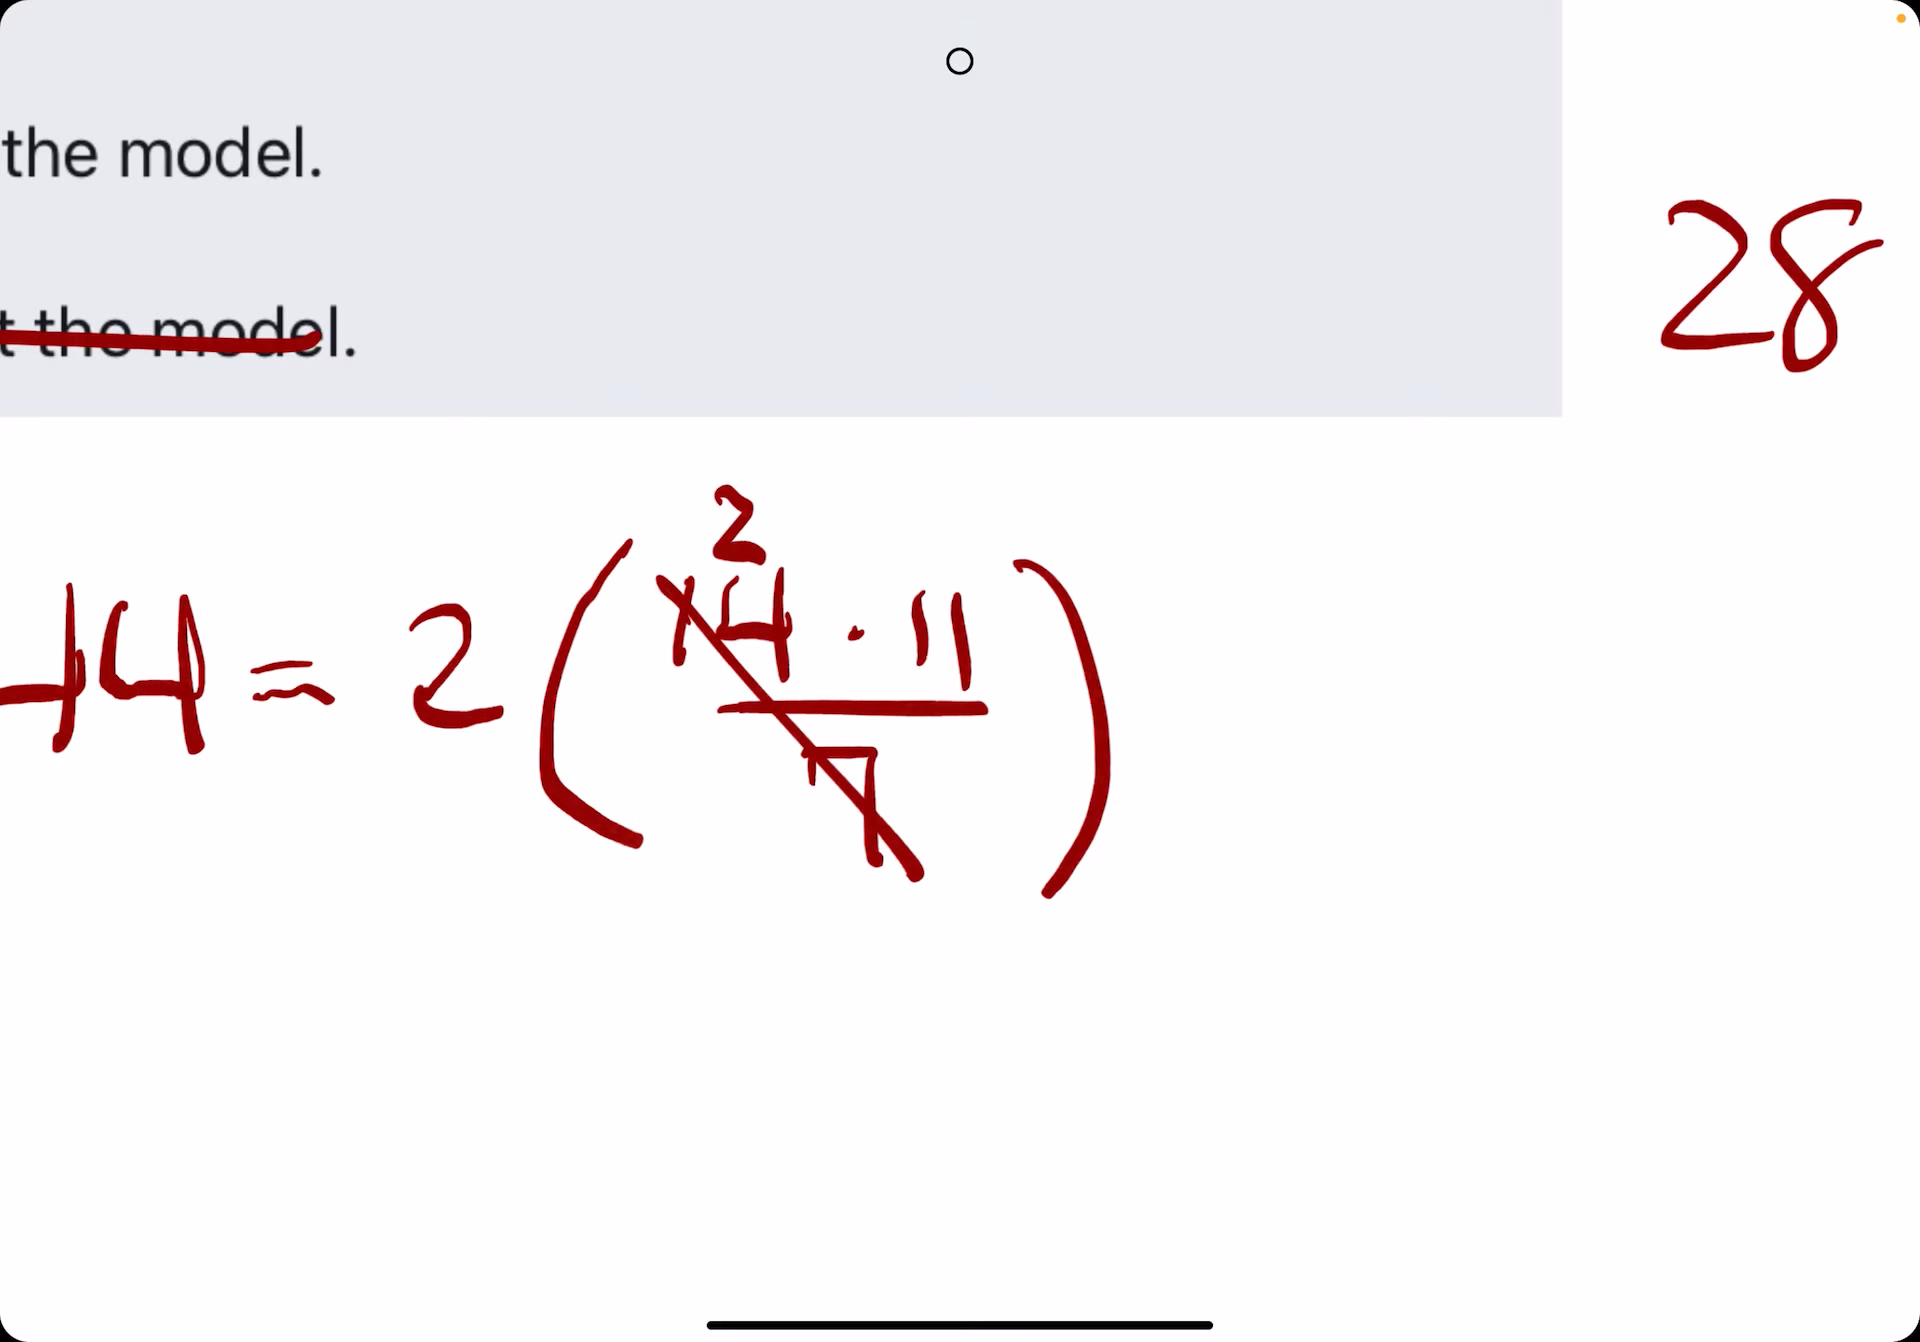 the model.
28
t the model.
44 = 2 ( 2 14 · 11 / 7 )